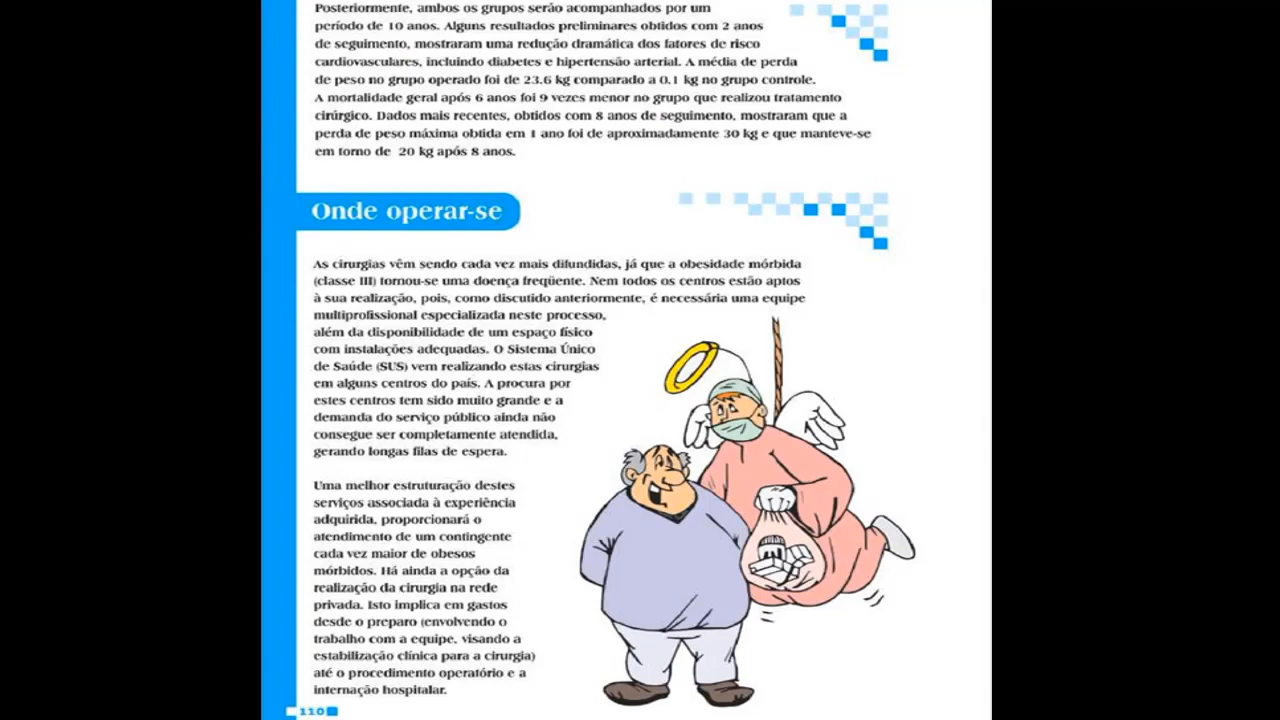 Posteriormente, ambos os grupos serão acompanhados por um
período de 10 anos. Alguns resultados preliminares obtidos com 2 anos
de seguimento, mostraram uma redução dramática dos fatores de risco
cardiovasculares, incluindo diabetes e hipertensão arterial. A média de perda
de peso no grupo operado foi de 23.6 kg comparado a 0.1 kg no grupo controle.
A mortalidade geral após 6 anos foi 9 vezes menor no grupo que realizou tratamento
cirúrgico. Dados mais recentes, obtidos com 8 anos de seguimento, mostraram que a
perda de peso máxima obtida em 1 ano foi de aproximadamente 30 kg e que manteve-se
em torno de 20 kg após 8 anos.
Onde operar-se
As cirurgias vêm sendo cada vez mais difundidas, já que a obesidade mórbida
(classe III) tornou-se uma doença freqüente. Nem todos os centros estão aptos
à sua realização, pois, como discutido anteriormente, é necessária uma equipe
multiprofissional especializada neste processo,
além da disponibilidade de um espaço físico
com instalações adequadas. O Sistema Único
de Saúde (SUS) vem realizando estas cirurgias
em alguns centros do país. A procura por
estes centros tem sido muito grande e a
demanda do serviço público ainda não
consegue ser completamente atendida,
gerando longas filas de espera.
Uma melhor estruturação destes
serviços associada à experiência
adquirida, proporcionará o
atendimento de um contingente
cada vez maior de obesos
mórbidos. Há ainda a opção da
realização da cirurgia na rede
privada. Isto implica em gastos
desde o preparo (envolvendo o
trabalho com a equipe, visando a
estabilização clínica para a cirurgia)
até o procedimento operatório e a
internação hospitalar.
110